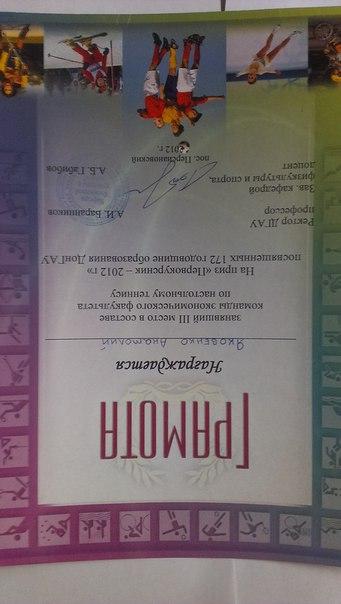 ГРАМОТА
Награждается
Яковенко Анатолий
занявший III место в составе
команды экономического факультета
по настольному теннису
На приз «Первокурсник – 2012 г»
посвященных 172 годовщине образования ДонГАУ
Ректор ДГАУ
профессор А.И. Баранников
Зав. кафедрой
физкультуры и спорта,
доцент А.Б. Габибов
пос. Персиановский
2012 г.